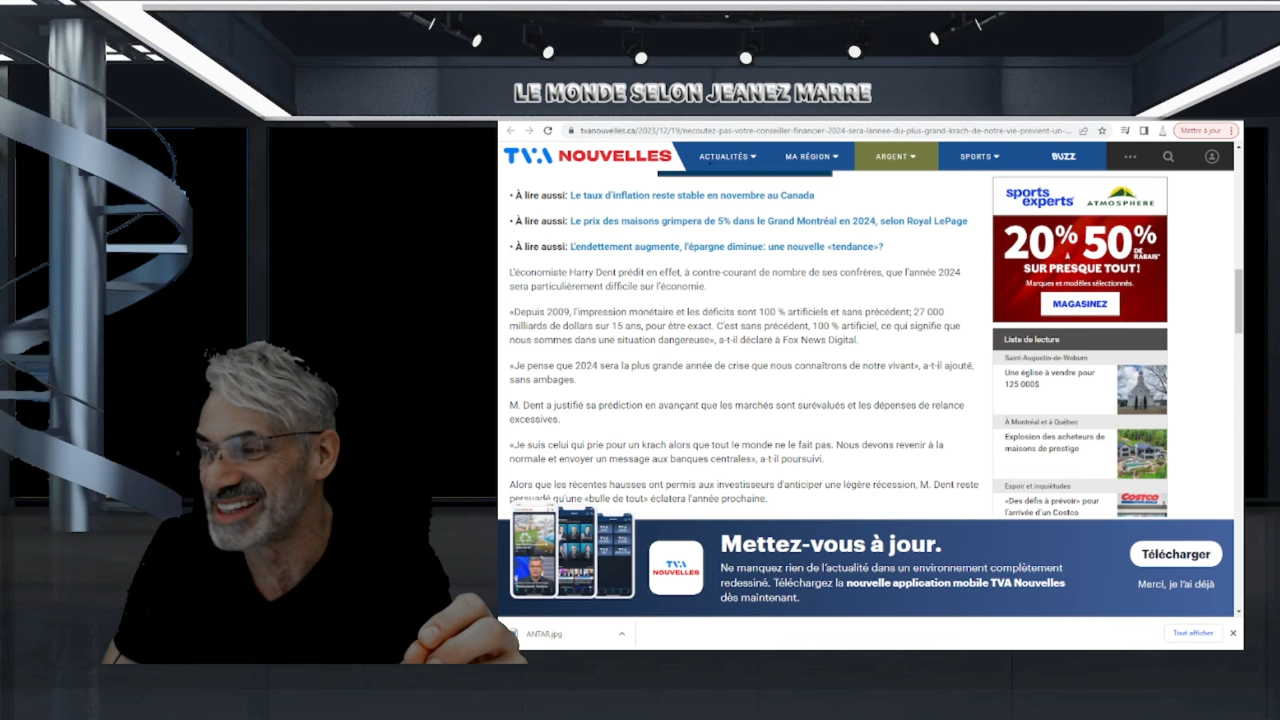 LE MONDE SELON JEANEZ MARRE
tvanouvelles.ca/2023/12/19/necoutez-pas-votre-conseiller-financier-2024-sera-lannee-du-plus-grand-krach-de-notre-vie-previent-un-...
Mettre à jour
TVA NOUVELLES
ACTUALITÉS
MA RÉGION
ARGENT
SPORTS
BUZZ
• À lire aussi: Le taux d'inflation reste stable en novembre au Canada
• À lire aussi: Le prix des maisons grimpera de 5% dans le Grand Montréal en 2024, selon Royal LePage
• À lire aussi: L'endettement augmente, l'épargne diminue: une nouvelle «tendance»?
L'économiste Harry Dent prédit en effet, à contre-courant de nombre de ses confrères, que l'année 2024
sera particulièrement difficile sur l'économie.
«Depuis 2009, l'impression monétaire et les déficits sont 100 % artificiels et sans précédent; 27 000
milliards de dollars sur 15 ans, pour être exact. C'est sans précédent, 100 % artificiel, ce qui signifie que
nous sommes dans une situation dangereuse», a-t-il déclaré à Fox News Digital.
«Je pense que 2024 sera la plus grande année de crise que nous connaîtrons de notre vivant», a-t-il ajouté,
sans ambages.
M. Dent a justifié sa prédiction en avançant que les marchés sont surévalués et les dépenses de relance
excessives.
«Je suis celui qui prie pour un krach alors que tout le monde ne le fait pas. Nous devons revenir à la
normale et envoyer un message aux banques centrales», a-t-il poursuivi.
Alors que les récentes hausses ont permis aux investisseurs d'anticiper une légère récession, M. Dent reste
persuadé qu'une «bulle de tout» éclatera l'année prochaine.
sports experts
ATMOSPHERE
20% À 50% DE RABAIS*
SUR PRESQUE TOUT!
Marques et modèles sélectionnés.
MAGASINEZ
Liste de lecture
Saint-Augustin-de-Woburn
Une église à vendre pour
125 000$
À Montréal et à Québec
Explosion des acheteurs de
maisons de prestige
Espoir et inquiétudes
«Des défis à prévoir» pour
l'arrivée d'un Costco
COSTCO
TVA
NOUVELLES
Mettez-vous à jour.
Ne manquez rien de l'actualité dans un environnement complètement
redessiné. Téléchargez la nouvelle application mobile TVA Nouvelles
dès maintenant.
Télécharger
Merci, je l'ai déjà
ANTAR.jpg
Tout afficher